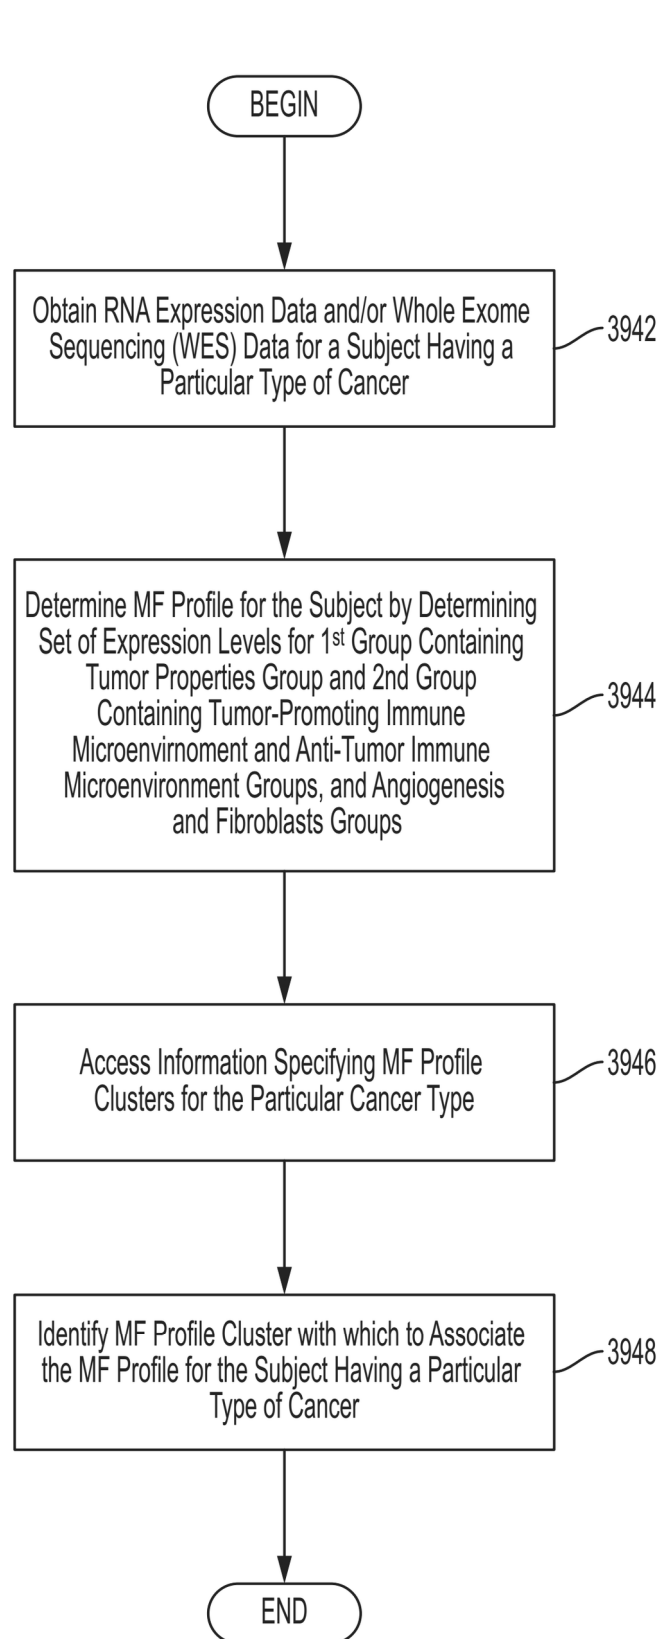 BEGIN
Obtain RNA Expression Data and/or Whole Exome
Sequencing (WES) Data for a Subject Having a
Particular Type of Cancer
3942
Determine MF Profile for the Subject by Determining
Set of Expression Levels for 1st Group Containing
Tumor Properties Group and 2nd Group
Containing Tumor-Promoting Immune
Microenvirnoment and Anti-Tumor Immune
Microenvironment Groups, and Angiogenesis
and Fibroblasts Groups
3944
Access Information Specifying MF Profile
Clusters for the Particular Cancer Type
3946
Identify MF Profile Cluster with which to Associate
the MF Profile for the Subject Having a Particular
Type of Cancer
3948
END